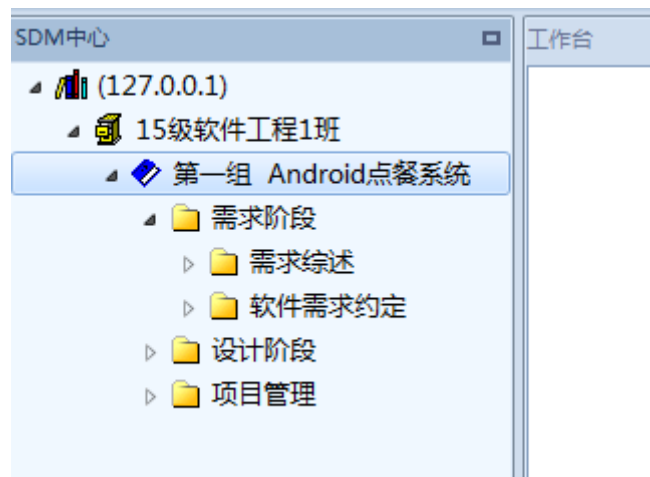 SDM中心
工作台
(127.0.0.1)
15级软件工程1班
第一组 Android点餐系统
需求阶段
需求综述
软件需求约定
设计阶段
项目管理